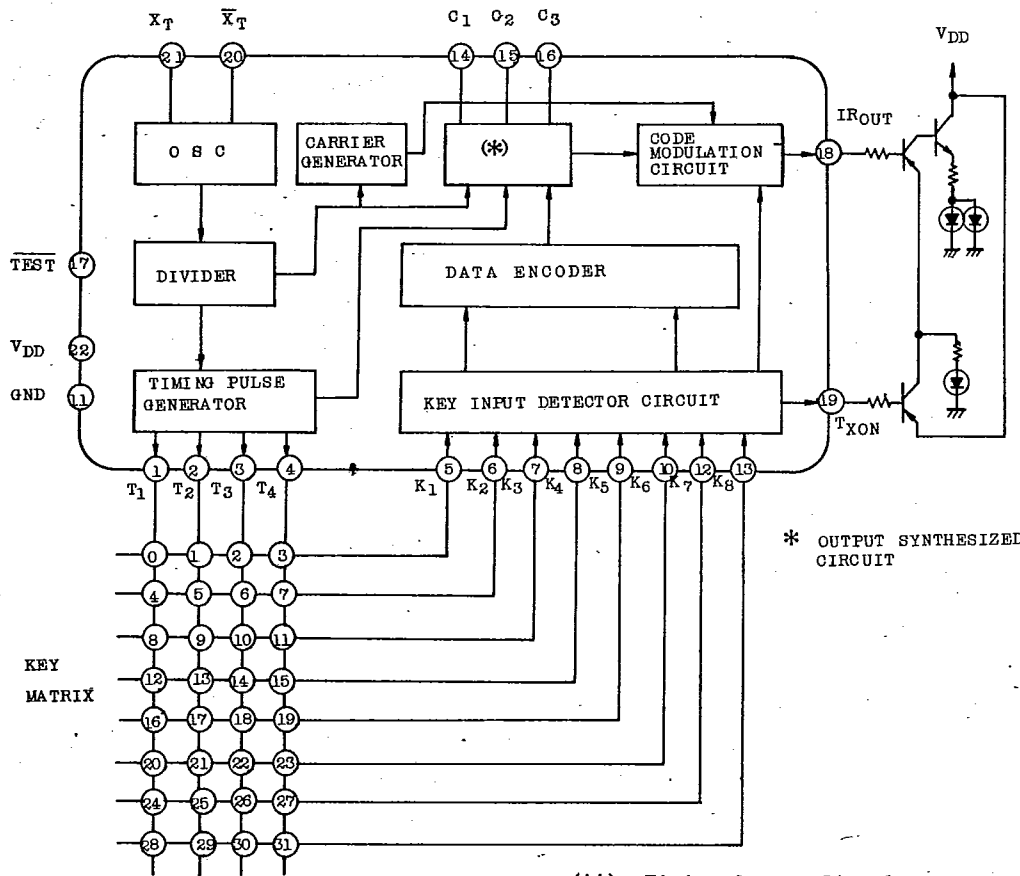 X_T X̅_T C1 G2 C3
V_DD
21 20 14 15 16
IR_OUT
OSC
CARRIER
GENERATOR
(*)
CODE
MODULATION
CIRCUIT
18
TEST 17
DIVIDER
DATA ENCODER
V_DD 22
GND 11
TIMING PULSE
GENERATOR
KEY INPUT DETECTOR CIRCUIT
19
T_XON
1 2 3 4 5 6 7 8 9 10 12 13
T1 T2 T3 T4 K1 K2 K3 K4 K5 K6 K7 K8
0 1 2 3
* OUTPUT SYNTHESIZED
CIRCUIT
4 5 6 7
8 9 10 11
KEY
MATRIX
12 13 14 15
16 17 18 19
20 21 22 23
24 25 26 27
28 29 30 31